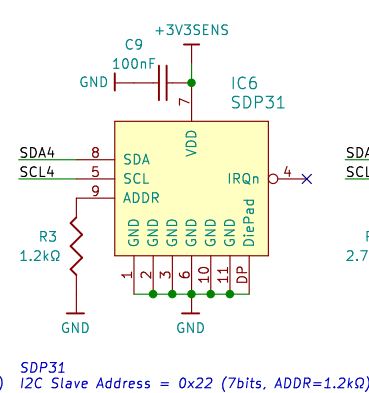 +3V3SENS
C9
100nF
GND
IC6
SDP31
7
VDD
SDA4
8
SDA
SCL4
5
SCL
9
ADDR
IRQn
4
R3
1.2kΩ
GND
GND
GND
GND
GND
GND
DiePad
1
2
3
6
10
11
DP
GND
GND
SDA
SCL
2.7
SDP31
) I2C Slave Address = 0x22 (7bits, ADDR=1.2kΩ)